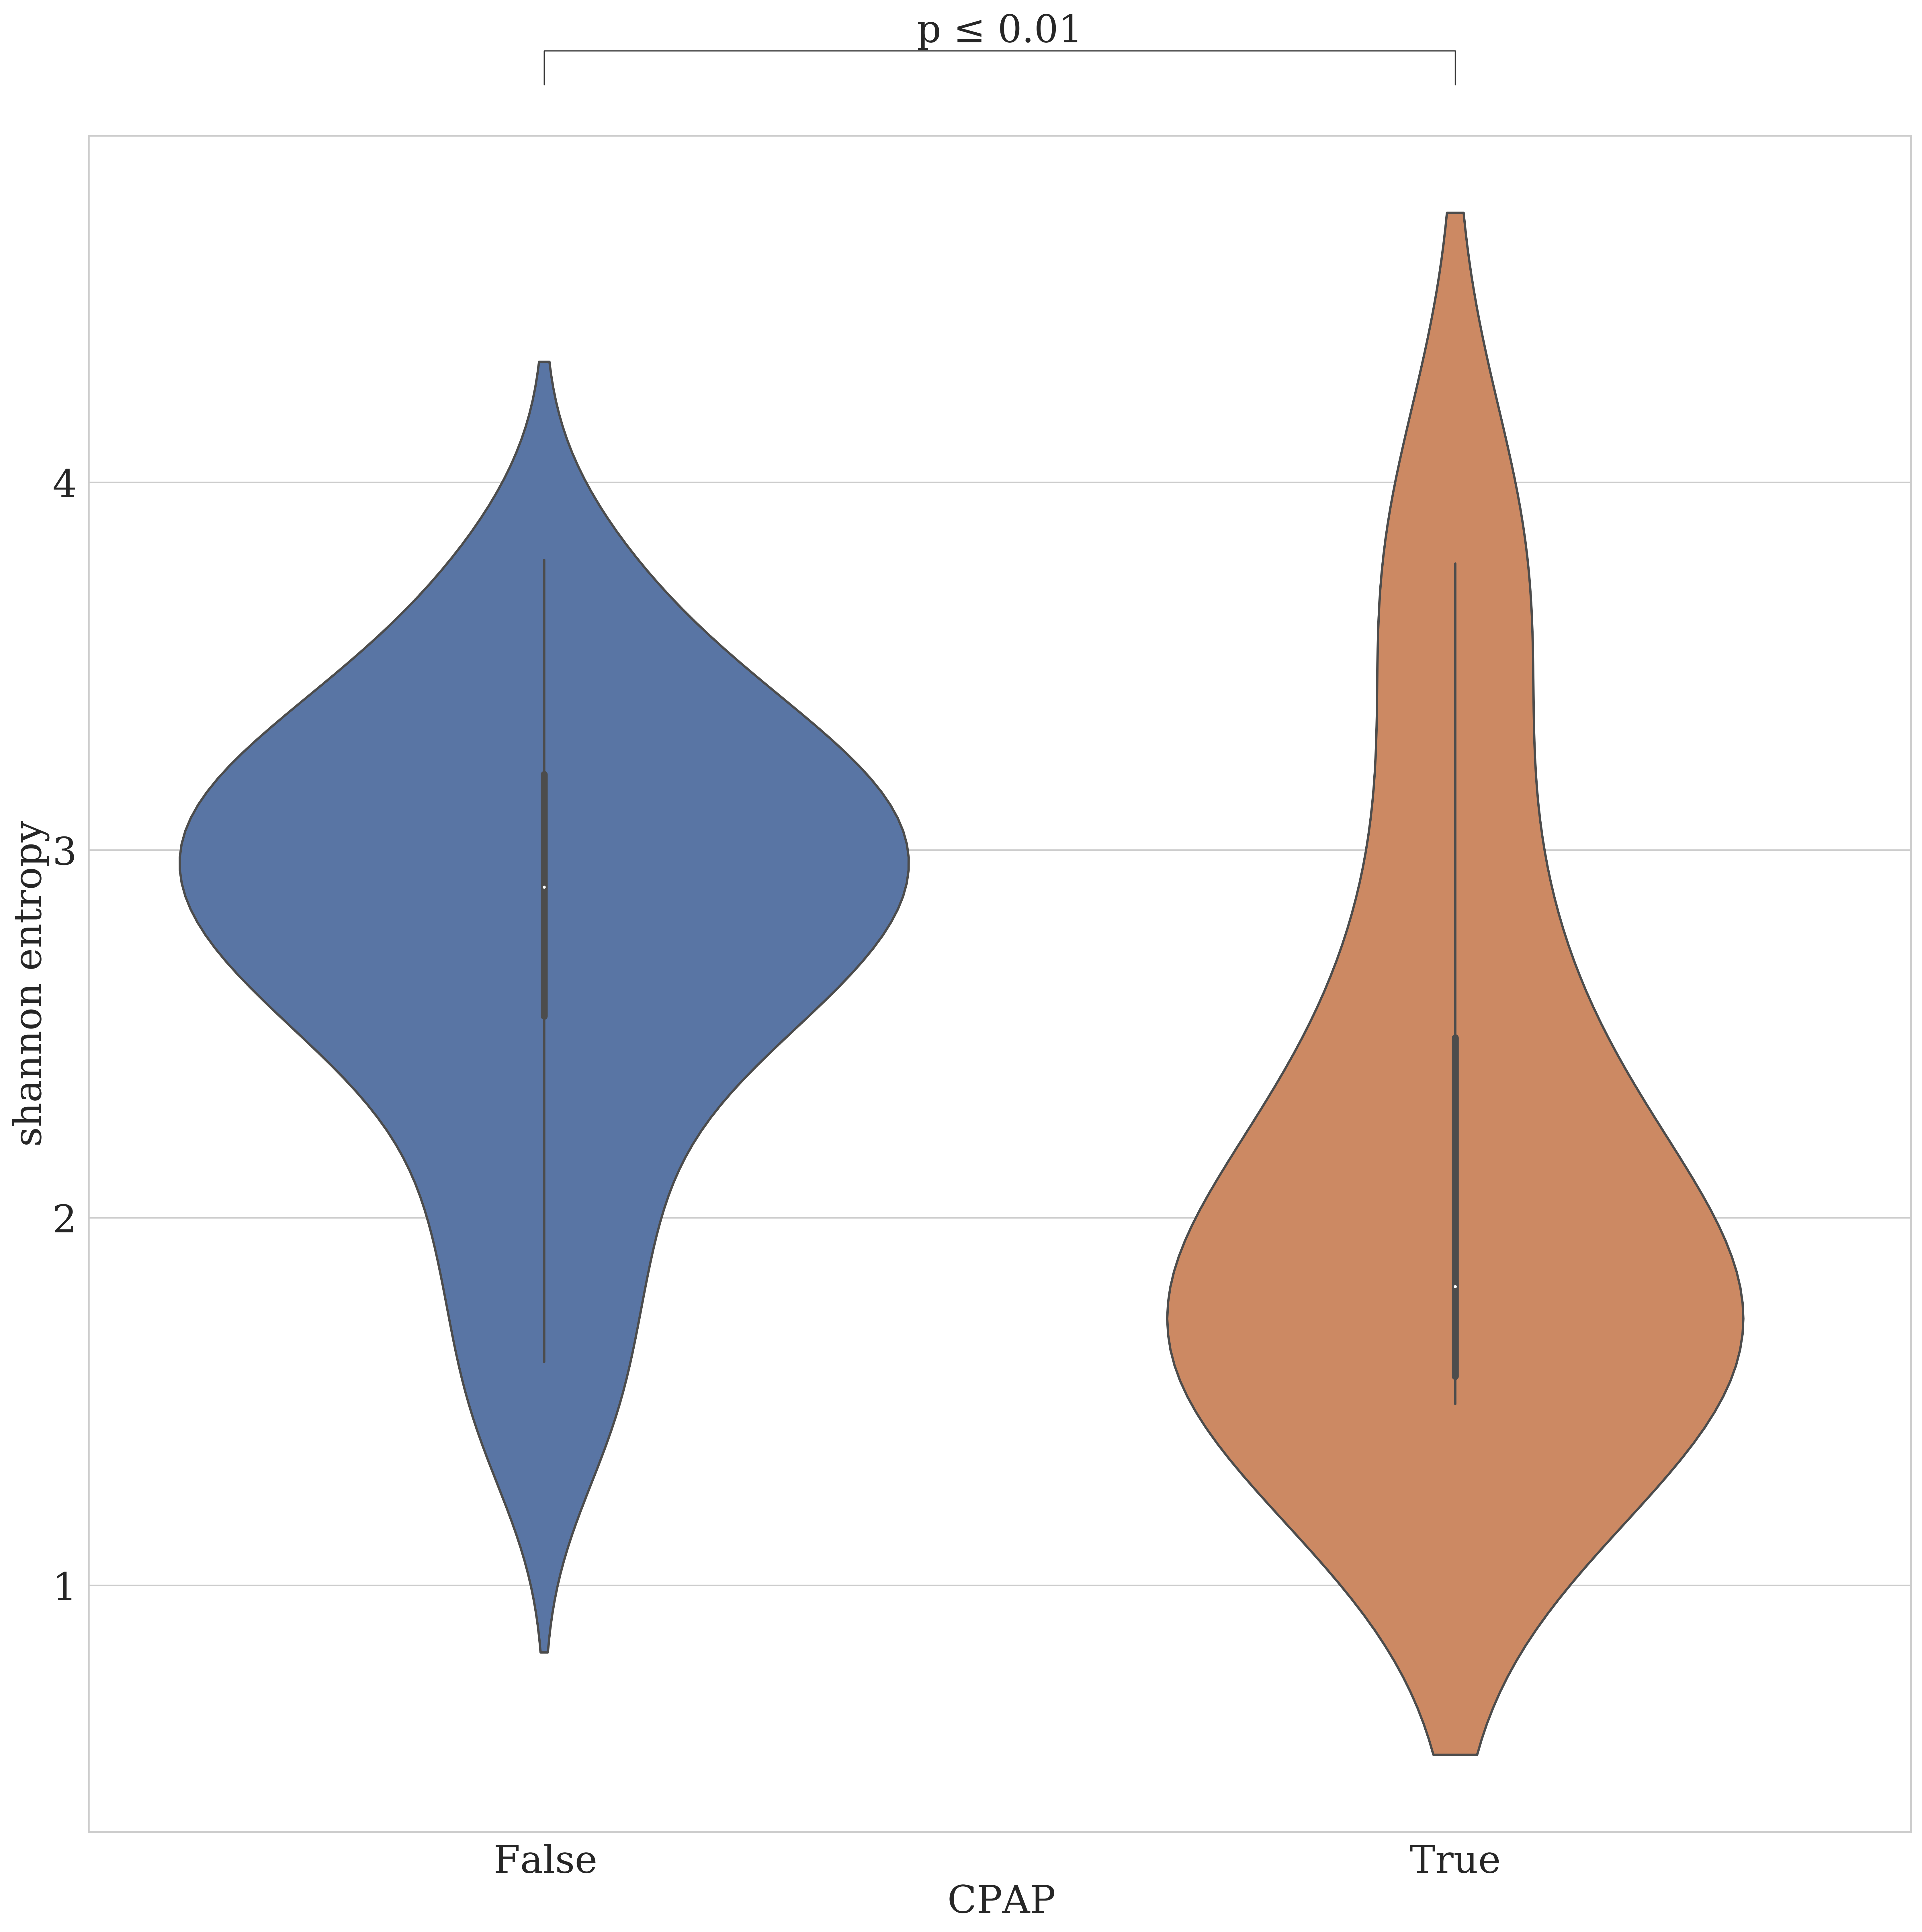 p ≤ 0.01
shannon entropy
4
3
2
1
False
True
CPAP